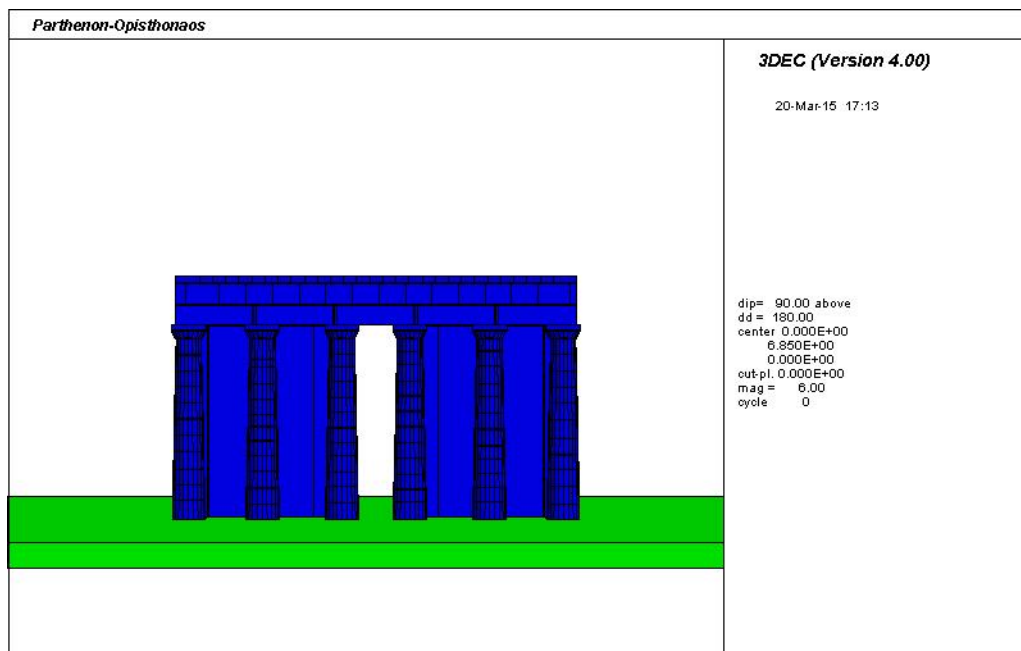 Parthenon-Opisthonaos
3DEC (Version 4.00)
20-Mar-15 17:13
dip= 90.00 above
dd = 180.00
center 0.000E+00
6.850E+00
0.000E+00
cut-pl. 0.000E+00
mag = 6.00
cycle 0